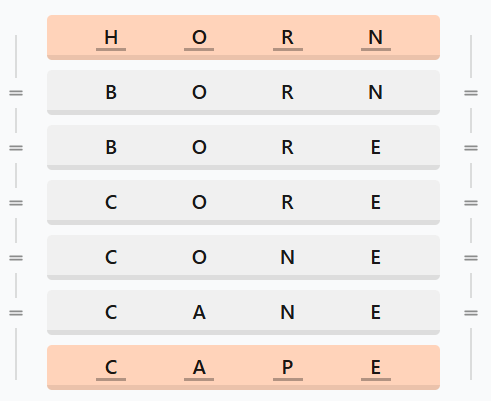 H O R N
B O R N
B O R E
C O R E
C O N E
C A N E
C A P E